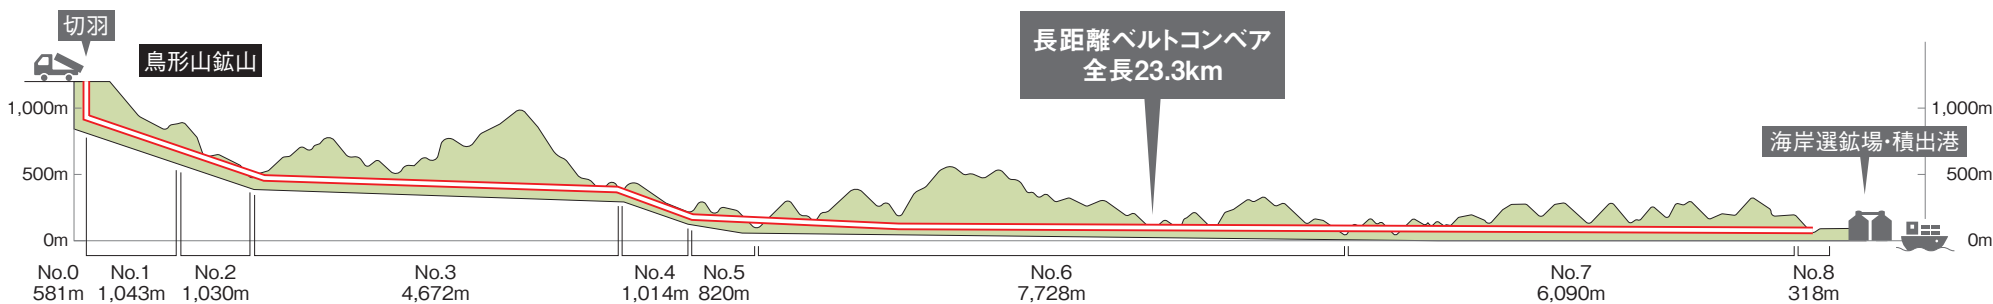 切羽
鳥形山鉱山
長距離ベルトコンベア
全長23.3km
1,000m
500m
0m
1,000m
500m
0m
海岸選鉱場・積出港
No.0
581m
No.1
1,043m
No.2
1,030m
No.3
4,672m
No.4
1,014m
No.5
820m
No.6
7,728m
No.7
6,090m
No.8
318m